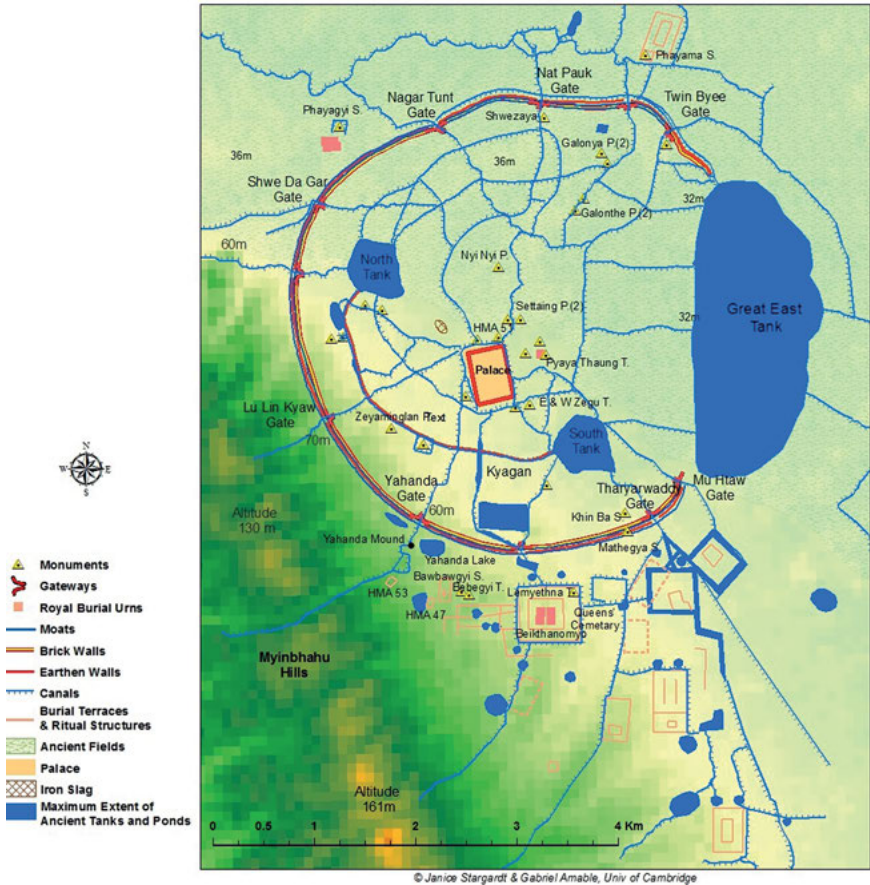 Phayama S.
Nat Pauk
Gate
Nagar Tunt
Gate
Twin Byee
Gate
Phayagyi S.
Shwezaya
Galonya P.(2)
36m
36m
Shwe Da Gar
Gate
32m
Galonthe P.(2)
60m
North
Tank
Nyi Nyi P.
Settaing P.(2)
32m
Great East
Tank
HMA 51
Palace
Pyaya Thaung T.
Lu Lin Kyaw
Gate
Zeyaminglan P.
Text
E & W Zegu T.
70m
South
Tank
Kyagan
Yahanda
Gate
60m
Tharyarwaddy
Gate
Mu Htaw
Gate
Khin Ba S.
Altitude
130 m
Yahanda Mound
Mathegya S.
Yahanda Lake
Bawbawgyi S.
HMA 53
Bebegyi T.
Lemyethna T.
HMA 47
Queens'
Cemetary
Beikthanomyo
Myinbhahu
Hills
Altitude
161m
0 0.5 1 2 3 4 Km
N
W E
S
Monuments
Gateways
Royal Burial Urns
Moats
Brick Walls
Earthen Walls
Canals
Burial Terraces
& Ritual Structures
Ancient Fields
Palace
Iron Slag
Maximum Extent of
Ancient Tanks and Ponds
© Janice Stargardt & Gabriel Amable, Univ of Cambridge